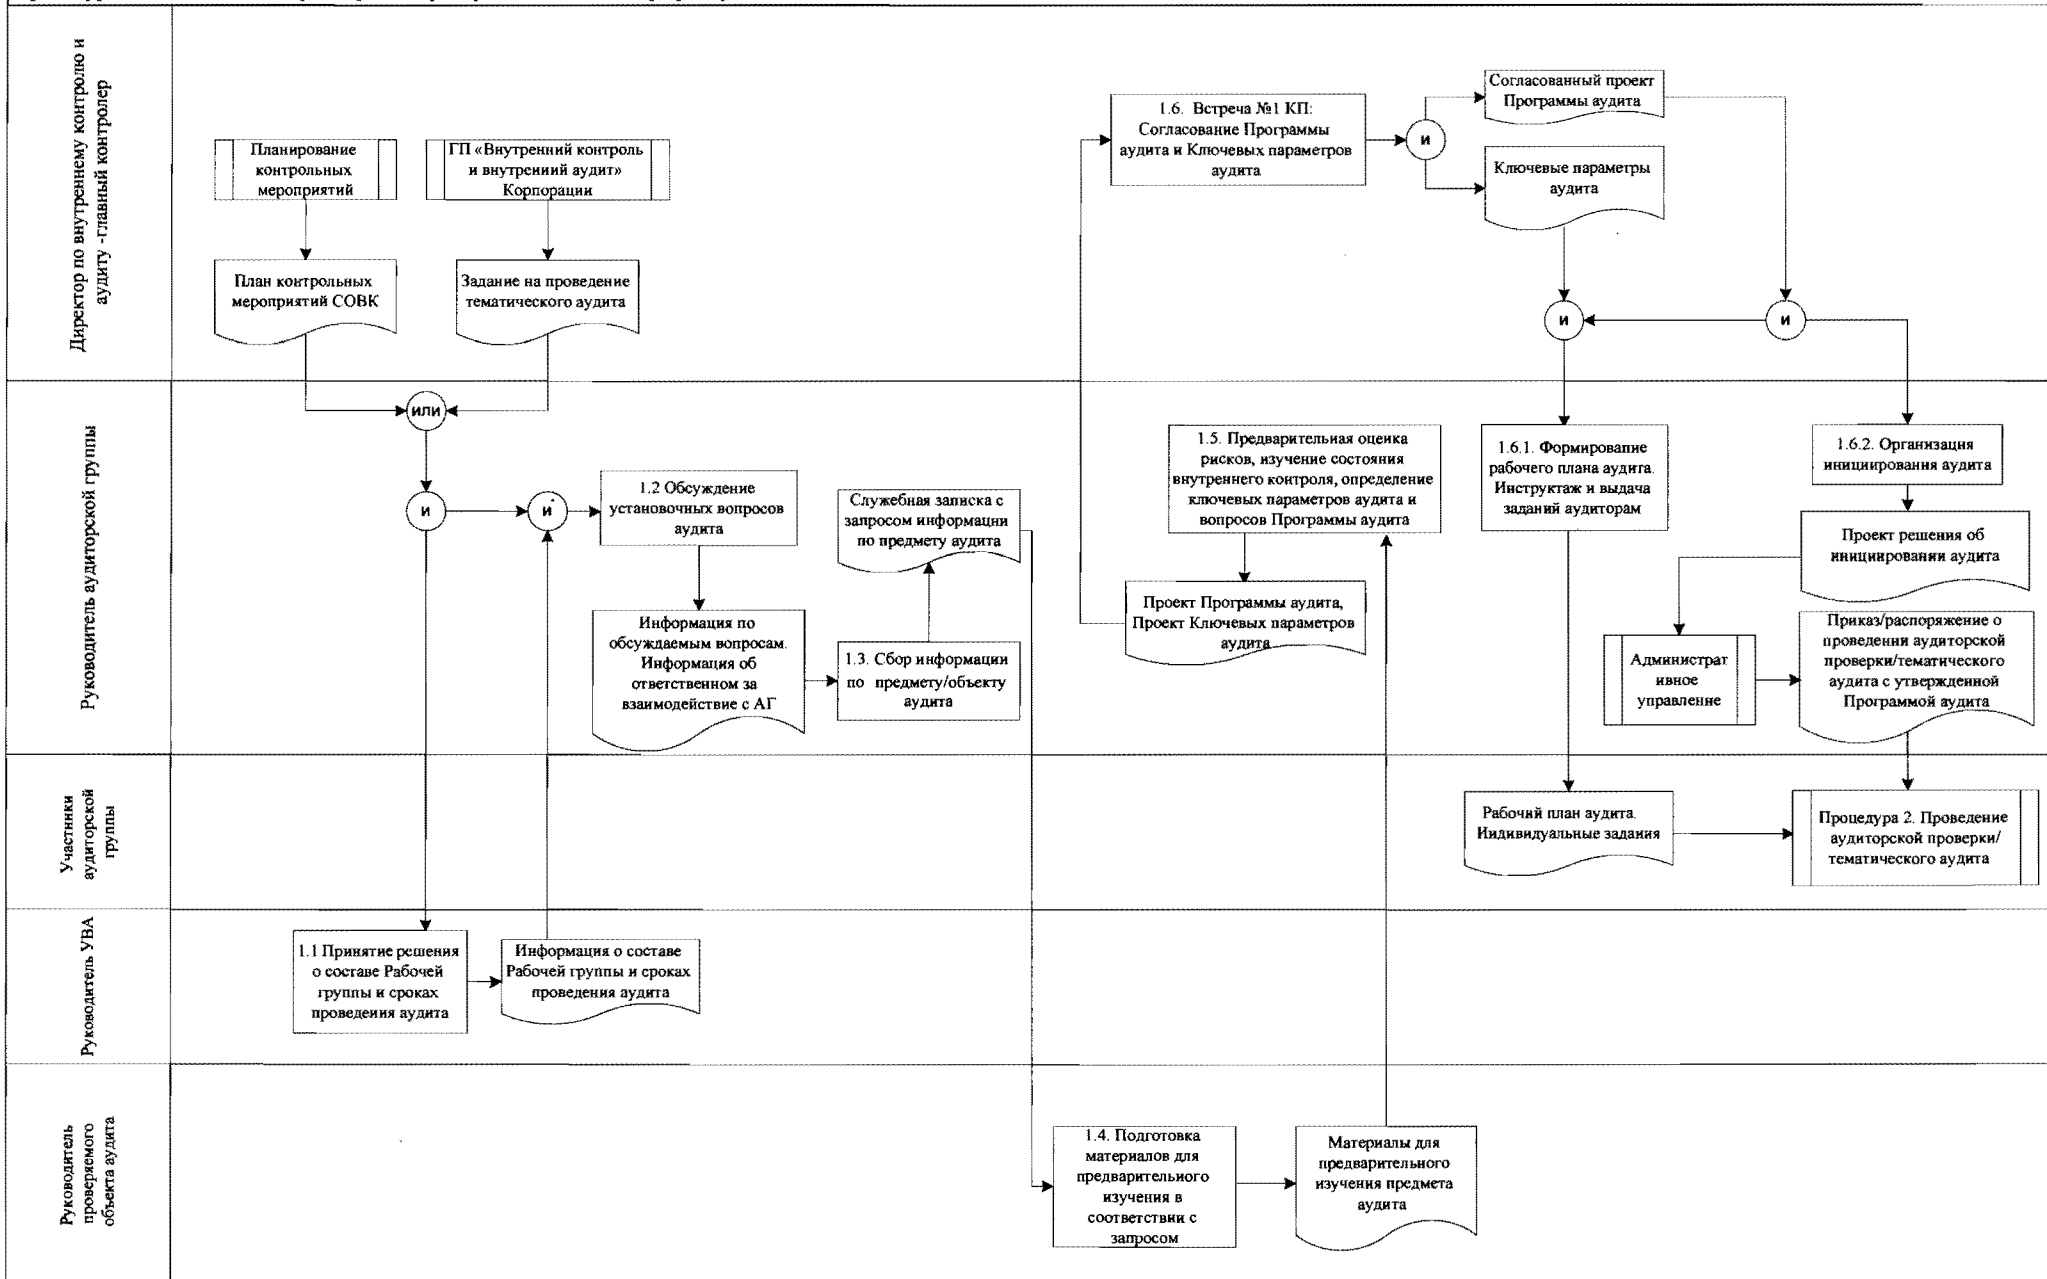 Директор по внутреннему контролю и
аудиту -главный контролер
Планирование
контрольных
мероприятий
ГП «Внутренний контроль
и внутренний аудит»
Корпорации
План контрольных
мероприятий СОВК
Задание на проведение
тематического аудита
1.6. Встреча №1 КП:
Согласование Программы
аудита и Ключевых параметров
аудита
и
Согласованный проект
Программы аудита
Ключевые параметры
аудита
и
и
Руководитель аудиторской группы
или
и
и
1.2 Обсуждение
установочных вопросов
аудита
Информация по
обсуждаемым вопросам.
Информация об
ответственном за
взаимодействие с АГ
Служебная записка с
запросом информации
по предмету аудита
1.3. Сбор информации
по предмету/объекту
аудита
1.5. Предварительная оценка
рисков, изучение состояния
внутреннего контроля, определение
ключевых параметров аудита и
вопросов Программы аудита
Проект Программы аудита,
Проект Ключевых параметров
аудита
1.6.1. Формирование
рабочего плана аудита.
Инструктаж и выдача
заданий аудиторам
1.6.2. Организация
инициирования аудита
Проект решения об
инициировании аудита
Администрат
ивное
управление
Приказ/распоряжение о
проведении аудиторской
проверки/тематического
аудита с утвержденной
Программой аудита
Участники
аудиторской
группы
Рабочий план аудита.
Индивидуальные задания
Процедура 2. Проведение
аудиторской проверки/
тематического аудита
Руководитель УВА
1.1 Принятие решения
о составе Рабочей
группы и сроках
проведения аудита
Информация о составе
Рабочей группы и сроках
проведения аудита
Руководитель
проверяемого
объекта аудита
1.4. Подготовка
материалов для
предварительного
изучения в
соответствии с
запросом
Материалы для
предварительного
изучения предмета
аудита